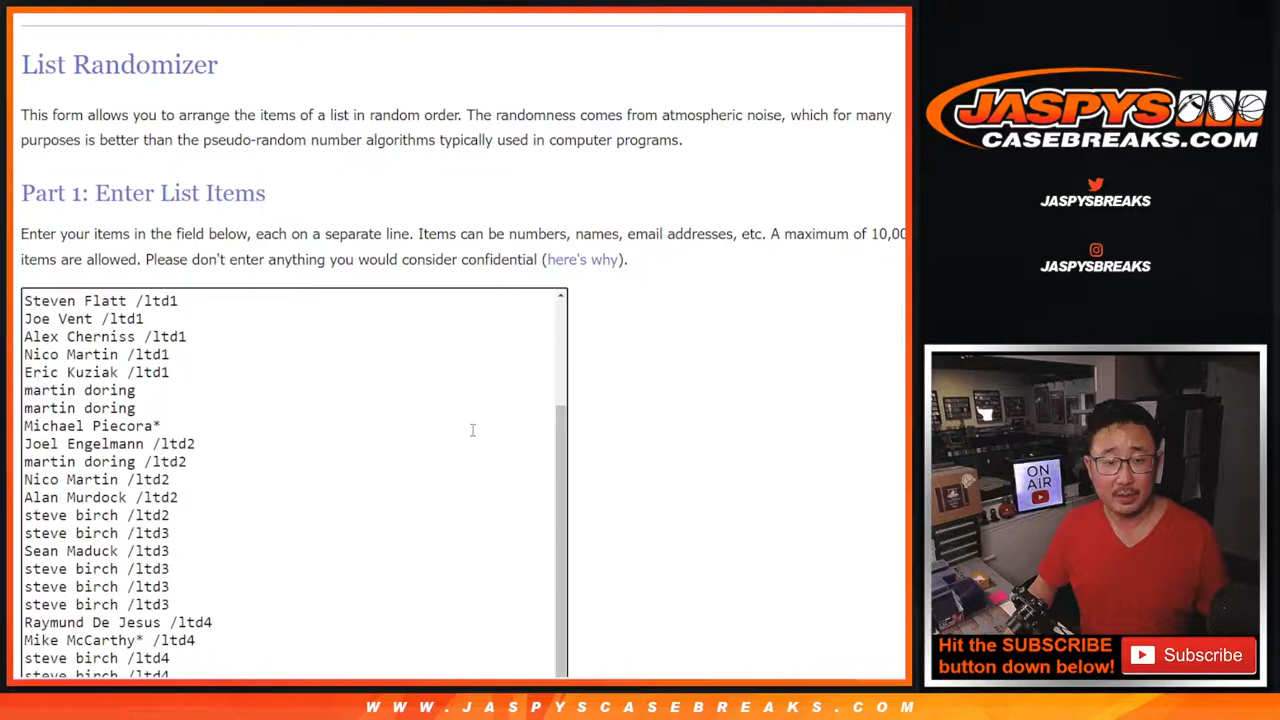 List Randomizer
This form allows you to arrange the items of a list in random order. The randomness comes from atmospheric noise, which for many
purposes is better than the pseudo-random number algorithms typically used in computer programs.
Part 1: Enter List Items
Enter your items in the field below, each on a separate line. Items can be numbers, names, email addresses, etc. A maximum of 10,00
items are allowed. Please don't enter anything you would consider confidential (here's why).
Steven Flatt /ltd1
Joe Vent /ltd1
Alex Cherniss /ltd1
Nico Martin /ltd1
Eric Kuziak /ltd1
martin doring
martin doring
Michael Piecora*
Joel Engelmann /ltd2
martin doring /ltd2
Nico Martin /ltd2
Alan Murdock /ltd2
steve birch /ltd2
steve birch /ltd3
Sean Maduck /ltd3
steve birch /ltd3
steve birch /ltd3
steve birch /ltd3
Raymund De Jesus /ltd4
Mike McCarthy* /ltd4
steve birch /ltd4
steve birch /ltd4
JASPYS
CASEBREAKS.COM
JASPYSBREAKS
JASPYSBREAKS
ON
AIR
Hit the SUBSCRIBE
button down below!
Subscribe
WWW.JASPYSCASEBREAKS.COM